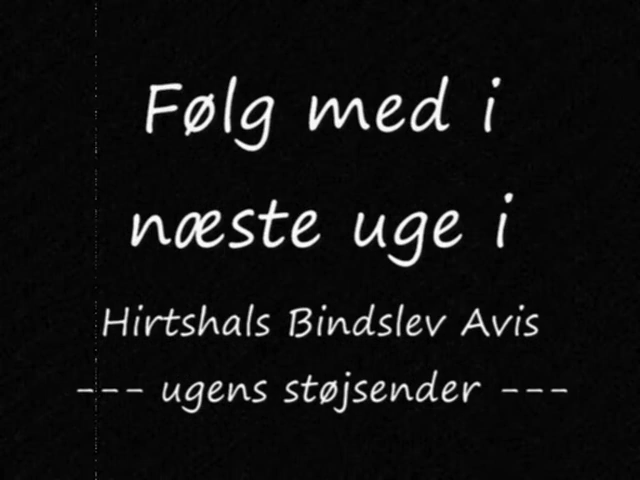 Følg med i
næste uge i
Hirtshals Bindslev Avis
--- ugens støjsender ---